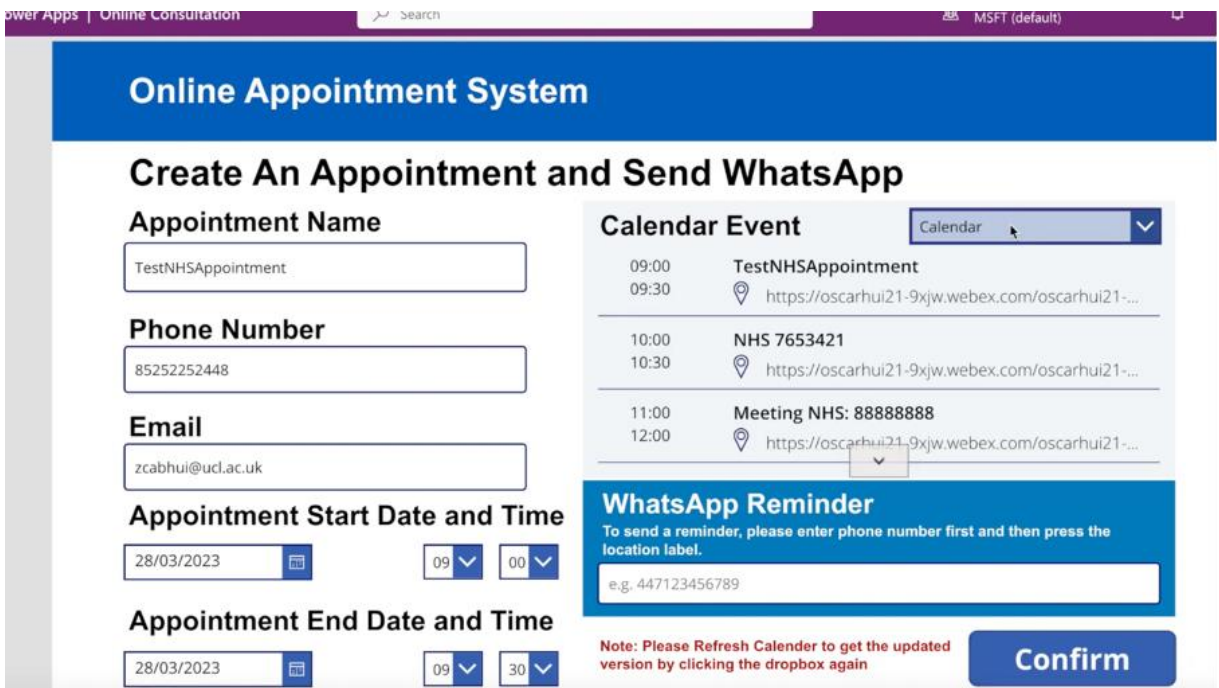 ower Apps | Online Consultation
Search
MSFT (default)
Online Appointment System
Create An Appointment and Send WhatsApp
Appointment Name
TestNHSAppointment
Phone Number
85252252448
Email
zcabhui@ucl.ac.uk
Appointment Start Date and Time
28/03/2023 09 00
Appointment End Date and Time
28/03/2023 09 30
Calendar Event
Calendar
09:00 TestNHSAppointment
09:30 https://oscarhui21-9xjw.webex.com/oscarhui21-...
10:00 NHS 7653421
10:30 https://oscarhui21-9xjw.webex.com/oscarhui21-...
11:00 Meeting NHS: 88888888
12:00 https://oscarhui21-9xjw.webex.com/oscarhui21-...
WhatsApp Reminder
To send a reminder, please enter phone number first and then press the
location label.
e.g. 447123456789
Note: Please Refresh Calender to get the updated
version by clicking the dropbox again
Confirm